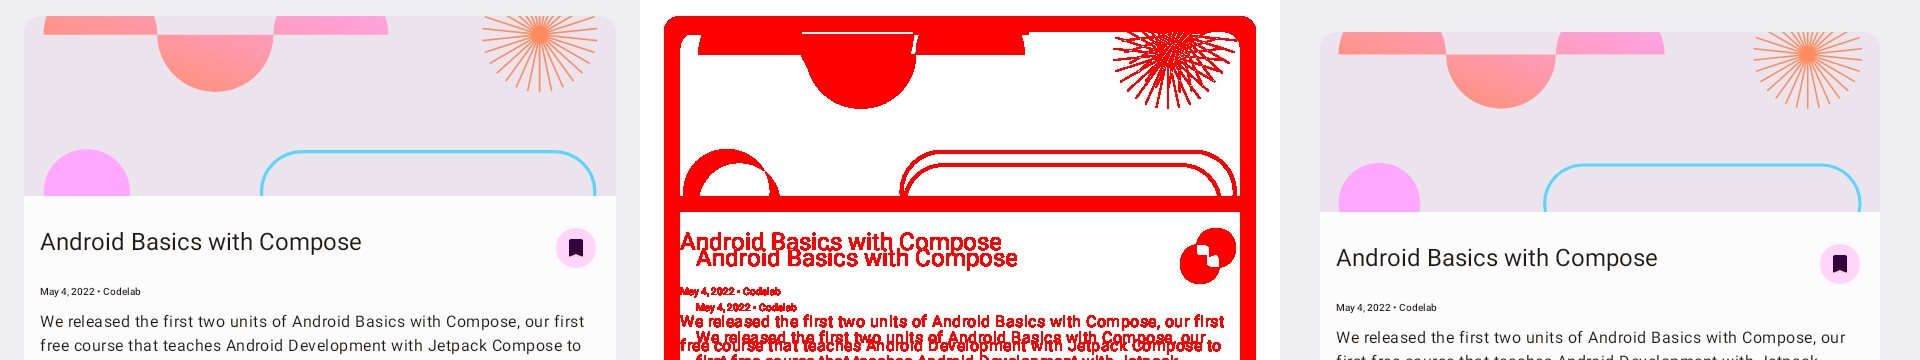 Android Basics with Compose
May 4, 2022 • Codelab
We released the first two units of Android Basics with Compose, our first
free course that teaches Android Development with Jetpack Compose to
Android Basics with Compose
Android Basics with Compose
May 4, 2022 • Codelab
May 4, 2022 • Codelab
We released the first two units of Android Basics with Compose, our first
We released the first two units of Android Basics with Compose, our
free course that teaches Android Development with Jetpack Compose to
first free course that teaches Android Development with Jetpack
Android Basics with Compose
May 4, 2022 • Codelab
We released the first two units of Android Basics with Compose, our
first free course that teaches Android Development with Jetpack